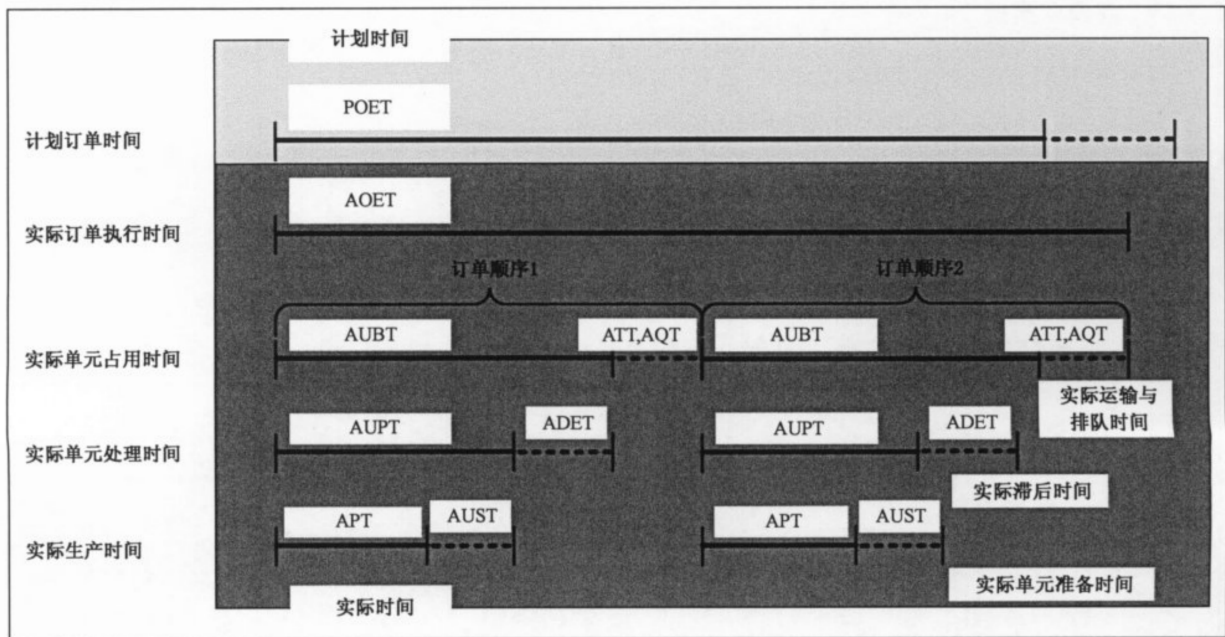 计划时间
POET
计划订单时间
AOET
实际订单执行时间
订单顺序1
订单顺序2
AUBT
ATT,AQT
AUBT
ATT,AQT
实际单元占用时间
实际运输与
排队时间
AUPT
ADET
AUPT
ADET
实际单元处理时间
实际滞后时间
APT
AUST
APT
AUST
实际生产时间
实际单元准备时间
实际时间